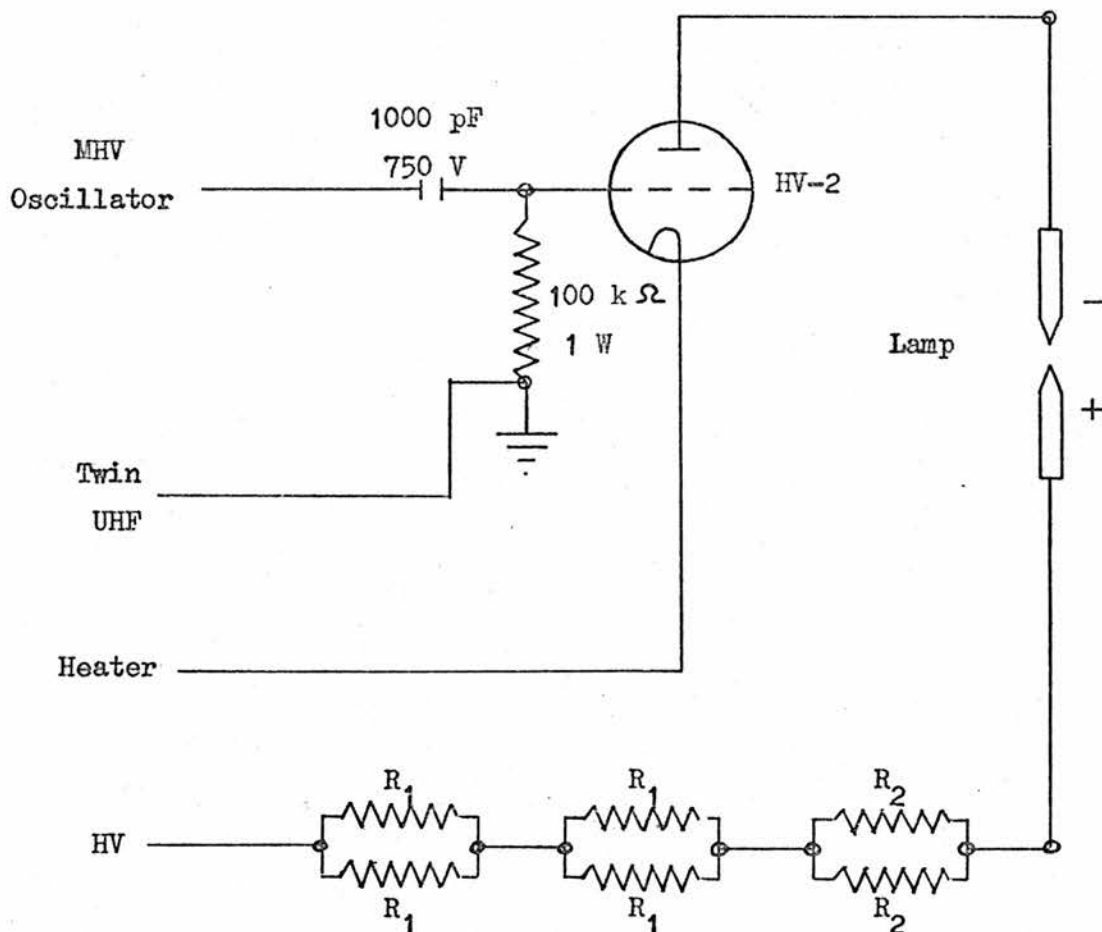 1000 pF
750 V
MHV
Oscillator
HV-2
100 k Ω
1 W
Lamp
-
+
Twin
UHF
Heater
R1
R1
R2
HV
R1
R1
R2